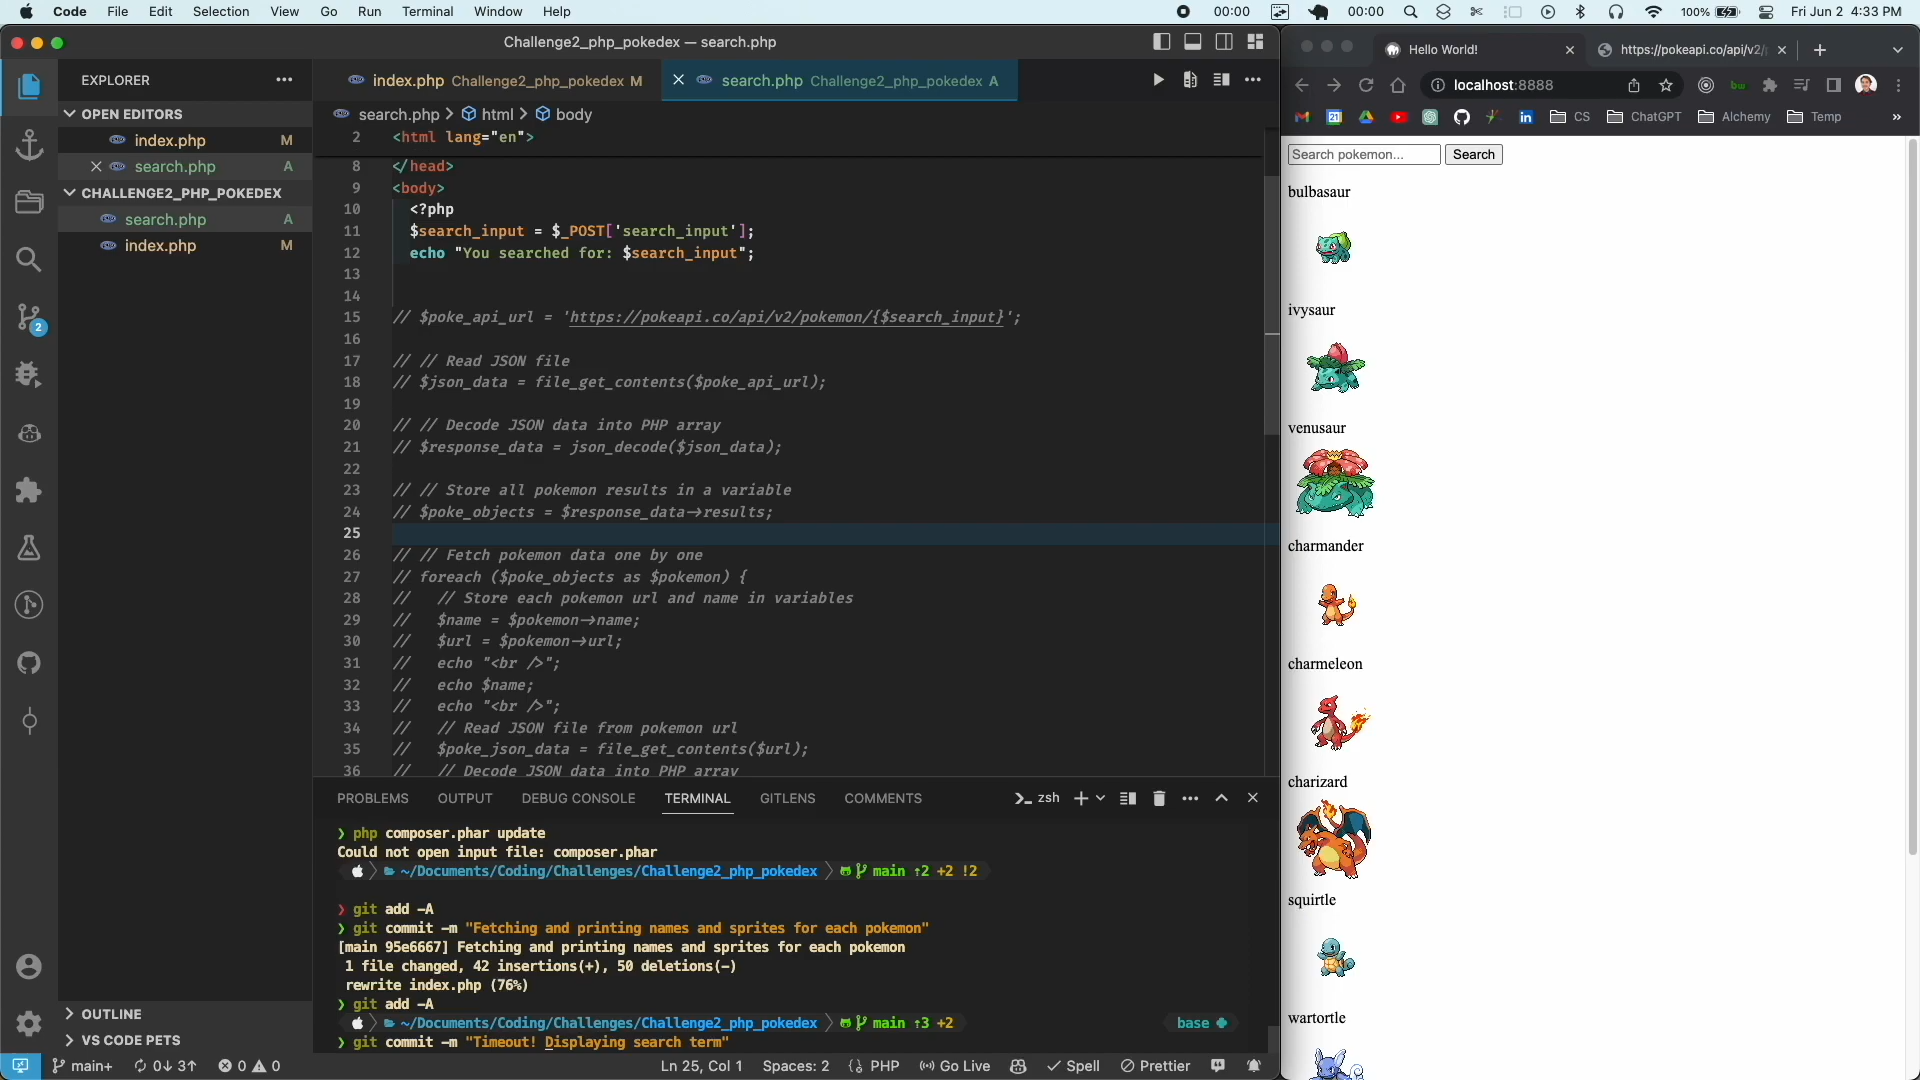 Code File Edit Selection View Go Run Terminal Window Help 00:00 00:00 100% Fri Jun 2 4:33 PM
Challenge2_php_pokedex — search.php
EXPLORER
OPEN EDITORS
index.php M
search.php A
CHALLENGE2_PHP_POKEDEX
search.php A
index.php M
2
OUTLINE
VS CODE PETS
index.php Challenge2_php_pokedex M
search.php Challenge2_php_pokedex A
search.php > html > body
2 <html lang="en">
8 </head>
9 <body>
10 <?php
11 $search_input = $_POST['search_input'];
12 echo "You searched for: $search_input";
13
14
15 // $poke_api_url = 'https://pokeapi.co/api/v2/pokemon/{$search_input}';
16
17 // // Read JSON file
18 // $json_data = file_get_contents($poke_api_url);
19
20 // // Decode JSON data into PHP array
21 // $response_data = json_decode($json_data);
22
23 // // Store all pokemon results in a variable
24 // $poke_objects = $response_data->results;
25
26 // // Fetch pokemon data one by one
27 // foreach ($poke_objects as $pokemon) {
28 // // Store each pokemon url and name in variables
29 // $name = $pokemon->name;
30 // $url = $pokemon->url;
31 // echo "<br />";
32 // echo $name;
33 // echo "<br />";
34 // // Read JSON file from pokemon url
35 // $poke_json_data = file_get_contents($url);
36 // // Decode JSON data into PHP array
PROBLEMS OUTPUT DEBUG CONSOLE TERMINAL GITLENS COMMENTS zsh
❯ php composer.phar update
Could not open input file: composer.phar
~/Documents/Coding/Challenges/Challenge2_php_pokedex main ⇡2 +2 !2
❯ git add -A
❯ git commit -m "Fetching and printing names and sprites for each pokemon"
[main 95e6667] Fetching and printing names and sprites for each pokemon
1 file changed, 42 insertions(+), 50 deletions(-)
rewrite index.php (76%)
❯ git add -A
~/Documents/Coding/Challenges/Challenge2_php_pokedex main ⇡3 +2 base
❯ git commit -m "Timeout! Displaying search term"
main+ 0↓ 3↑ 0 0 Ln 25, Col 1 Spaces: 2 PHP Go Live Spell Prettier
Hello World!
https://pokeapi.co/api/v2/
localhost:8888
bw
21 CS ChatGPT Alchemy Temp »
Search pokemon... Search
bulbasaur
ivysaur
venusaur
charmander
charmeleon
charizard
squirtle
wartortle